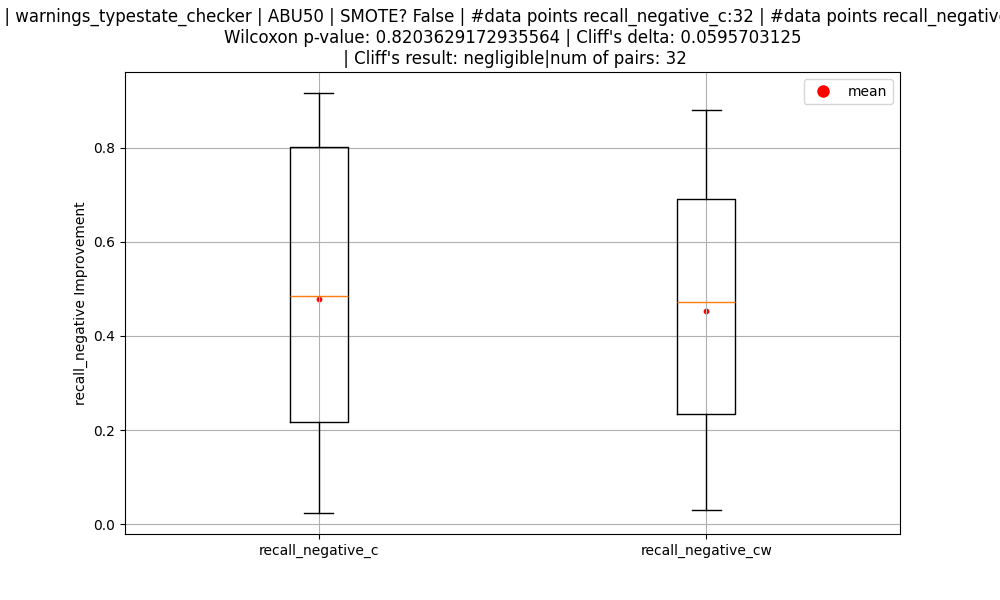 | warnings_typestate_checker | ABU50 | SMOTE? False | #data points recall_negative_c:32 | #data points recall_negative
Wilcoxon p-value: 0.8203629172935564 | Cliff's delta: 0.0595703125
| Cliff's result: negligible|num of pairs: 32
mean
0.8
0.6
0.4
0.2
0.0
recall_negative Improvement
recall_negative_c
recall_negative_cw